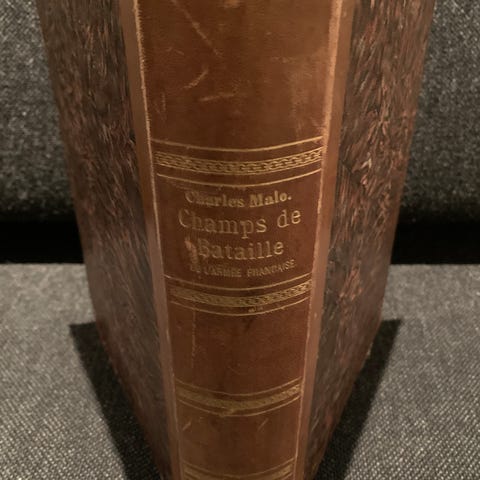 Charles Malo.
Champs de
Bataille
DE L'ARMÉE FRANÇAISE